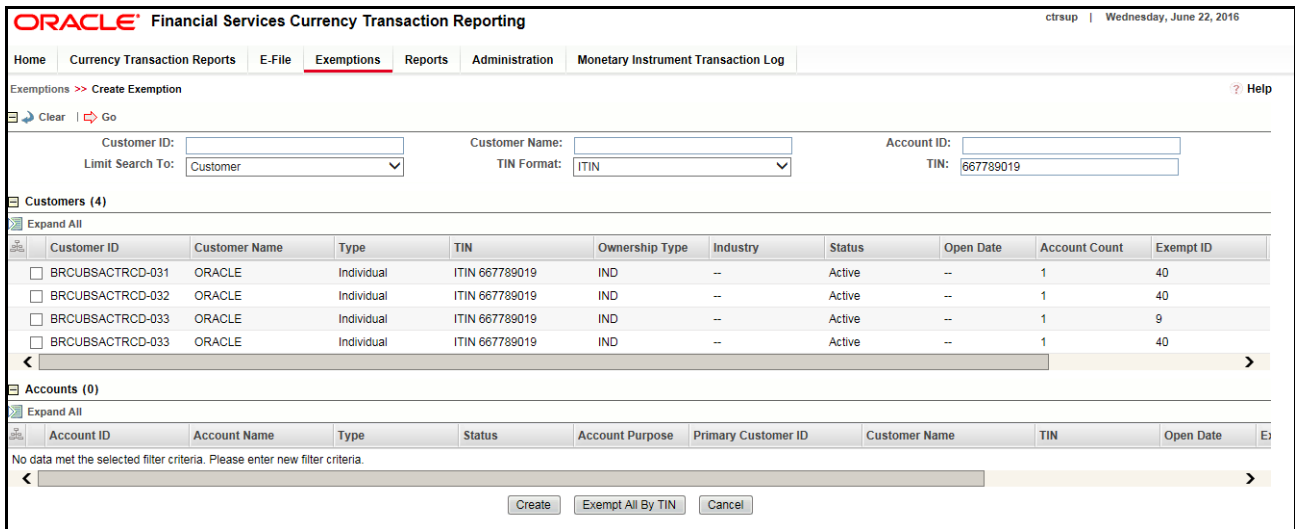 ORACLE® Financial Services Currency Transaction Reporting ctrsup | Wednesday, June 22, 2016
Home Currency Transaction Reports E-File Exemptions Reports Administration Monetary Instrument Transaction Log
Exemptions >> Create Exemption ? Help
Clear | Go
Customer ID: Customer Name: Account ID:
Limit Search To: Customer TIN Format: ITIN TIN: 667789019
Customers (4)
Expand All
Customer ID Customer Name Type TIN Ownership Type Industry Status Open Date Account Count Exempt ID
BRCUBSACTRCD-031 ORACLE Individual ITIN 667789019 IND -- Active -- 1 40
BRCUBSACTRCD-032 ORACLE Individual ITIN 667789019 IND -- Active -- 1 40
BRCUBSACTRCD-033 ORACLE Individual ITIN 667789019 IND -- Active -- 1 9
BRCUBSACTRCD-033 ORACLE Individual ITIN 667789019 IND -- Active -- 1 40
Accounts (0)
Expand All
Account ID Account Name Type Status Account Purpose Primary Customer ID Customer Name TIN Open Date
No data met the selected filter criteria. Please enter new filter criteria.
Create Exempt All By TIN Cancel